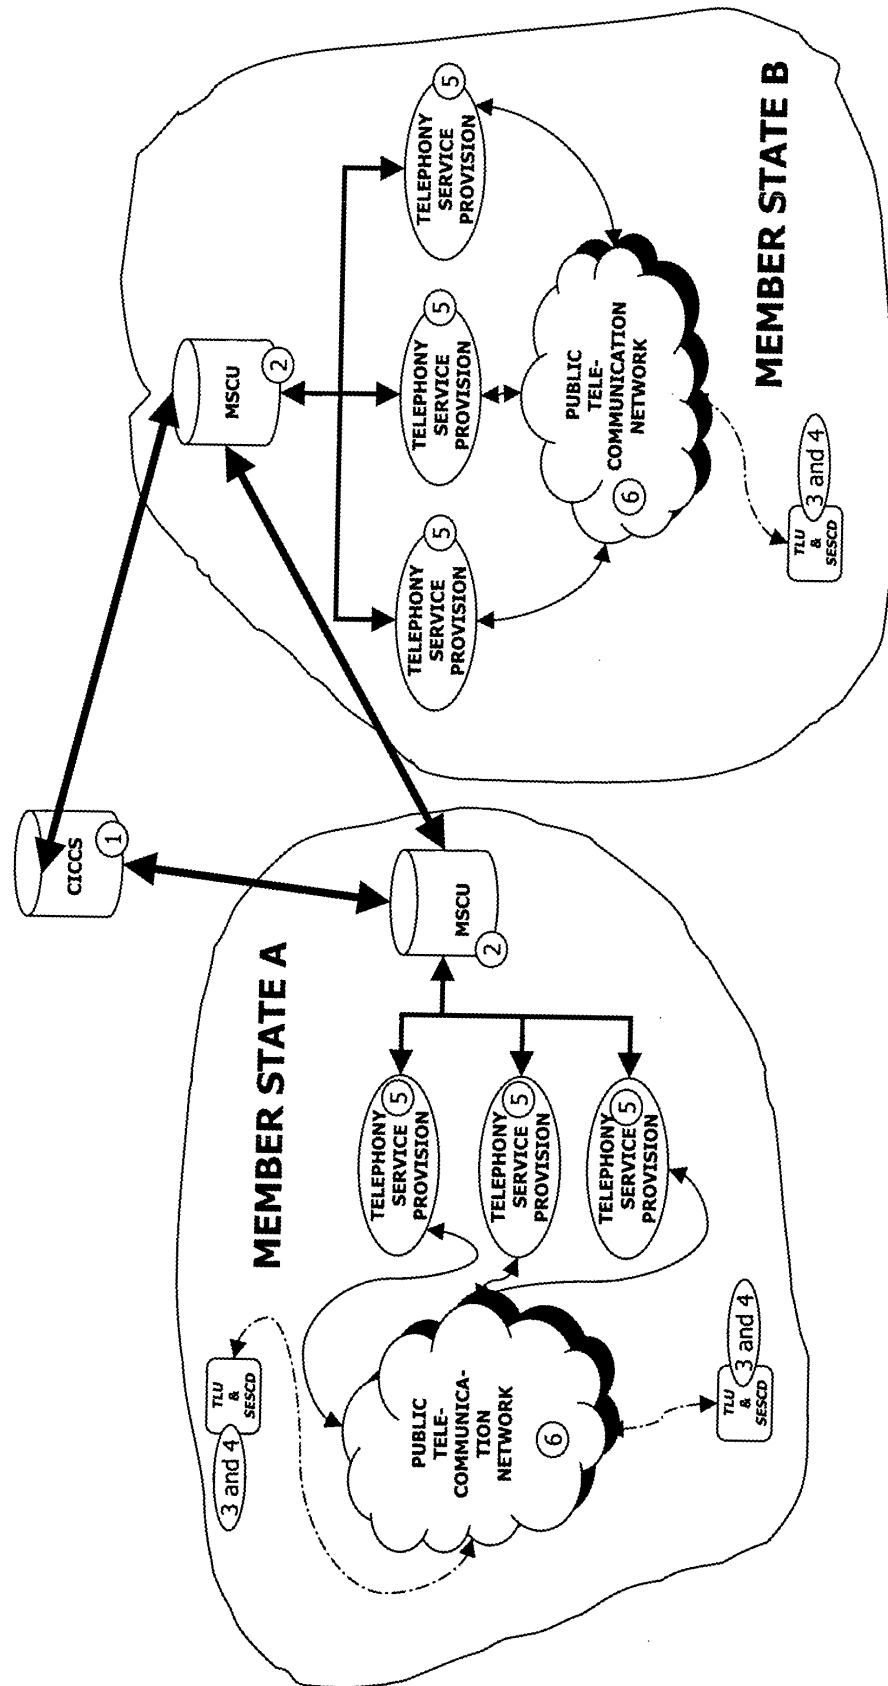 CICCS
1
MEMBER STATE A
MSCU
2
TELEPHONY
SERVICE
PROVISION
5
TELEPHONY
SERVICE
PROVISION
5
TELEPHONY
SERVICE
PROVISION
5
PUBLIC
TELE-
COMMUNICA-
TION
NETWORK
6
TLU
&
SESCD
3 and 4
TLU
&
SESCD
3 and 4
MEMBER STATE B
MSCU
2
TELEPHONY
SERVICE
PROVISION
5
TELEPHONY
SERVICE
PROVISION
5
TELEPHONY
SERVICE
PROVISION
5
PUBLIC
TELE-
COMMUNICATION
NETWORK
6
TLU
&
SESCD
3 and 4